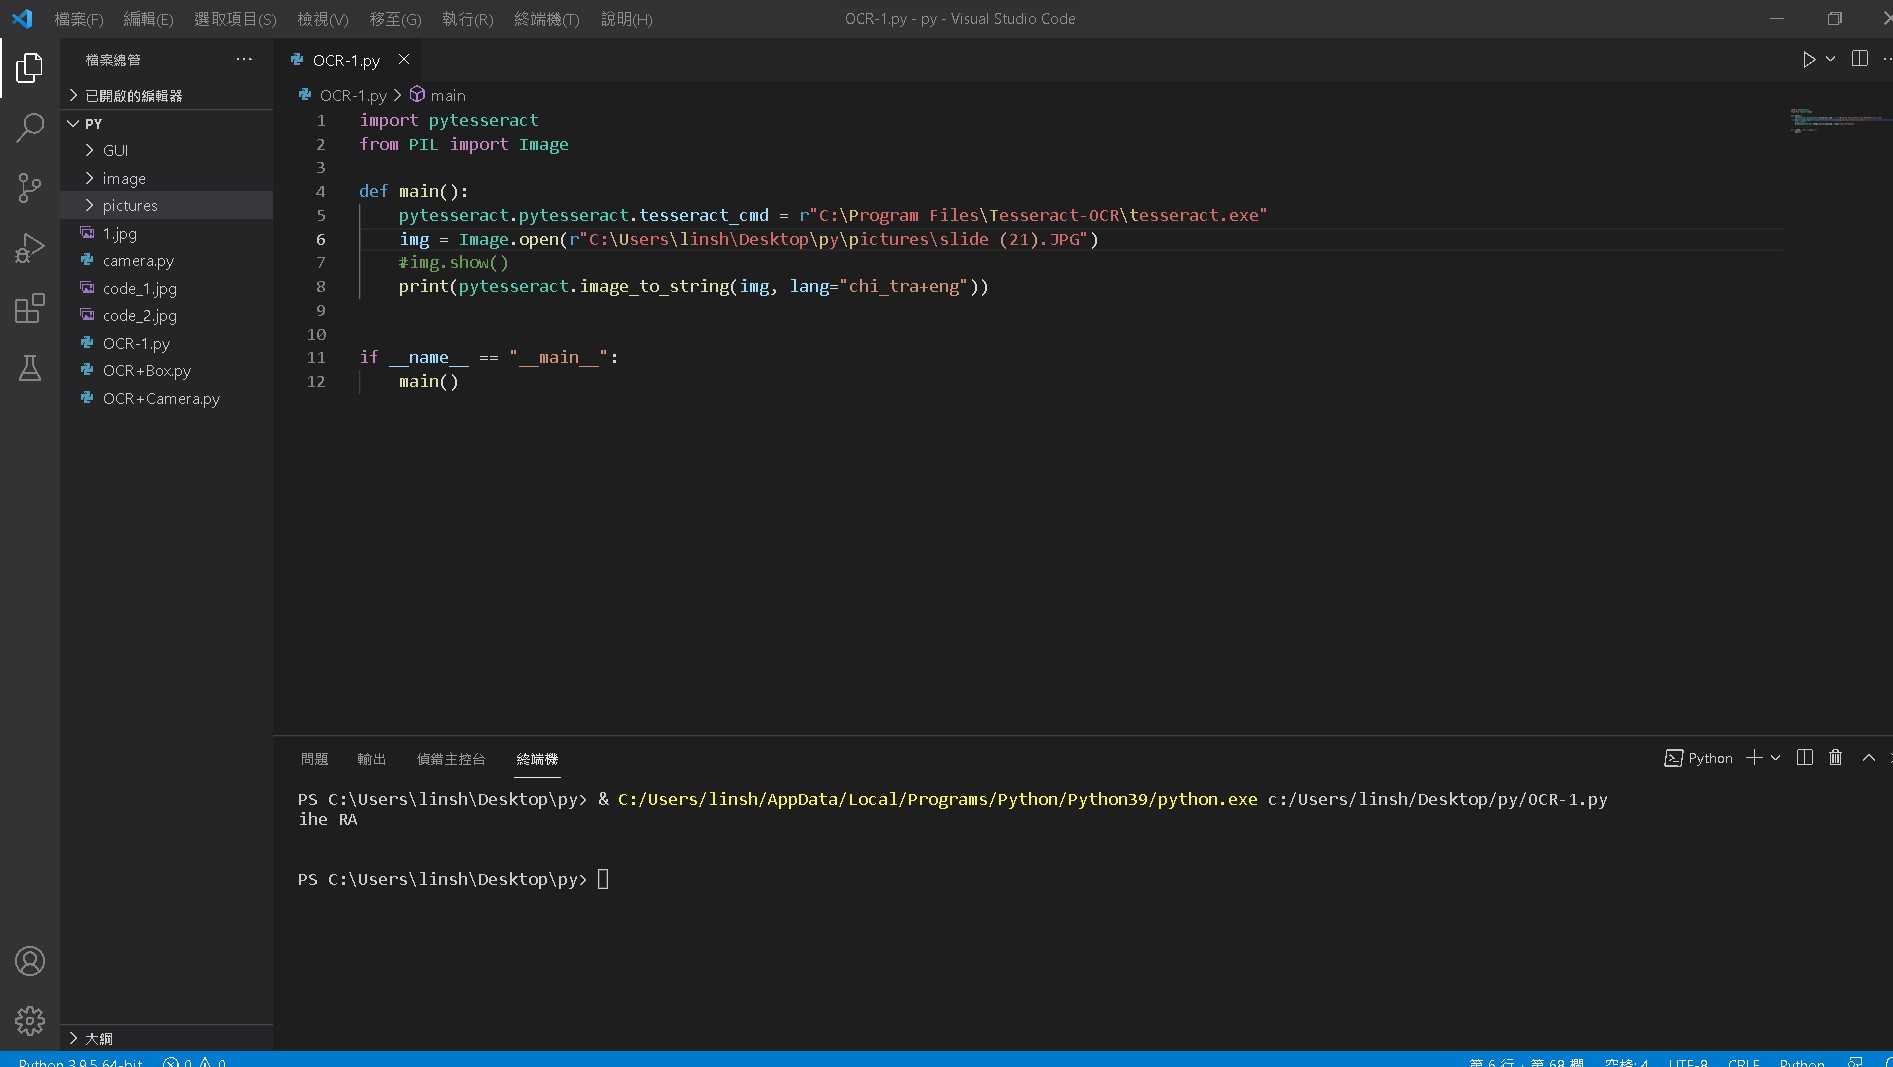 檔案(F) 編輯(E) 選取項目(S) 檢視(V) 移至(G) 執行(R) 終端機(T) 說明(H)
OCR-1.py - py - Visual Studio Code
檔案總管
已開啟的編輯器
PY
GUI
image
pictures
1.jpg
camera.py
code_1.jpg
code_2.jpg
OCR-1.py
OCR+Box.py
OCR+Camera.py
大綱
OCR-1.py
OCR-1.py main
1 import pytesseract
2 from PIL import Image
3
4 def main():
5 pytesseract.pytesseract.tesseract_cmd = r"C:\Program Files\Tesseract-OCR\tesseract.exe"
6 img = Image.open(r"C:\Users\linsh\Desktop\py\pictures\slide (21).JPG")
7 #img.show()
8 print(pytesseract.image_to_string(img, lang="chi_tra+eng"))
9
10
11 if __name__ == "__main__":
12 main()
問題 輸出 偵錯主控台 終端機
Python
PS C:\Users\linsh\Desktop\py> & C:/Users/linsh/AppData/Local/Programs/Python/Python39/python.exe c:/Users/linsh/Desktop/py/OCR-1.py
ihe RA
PS C:\Users\linsh\Desktop\py>
Python 3.9.5 64-bit 0 0
第 6 行，第 68 欄 空格: 4 UTF-8 CRLF Python